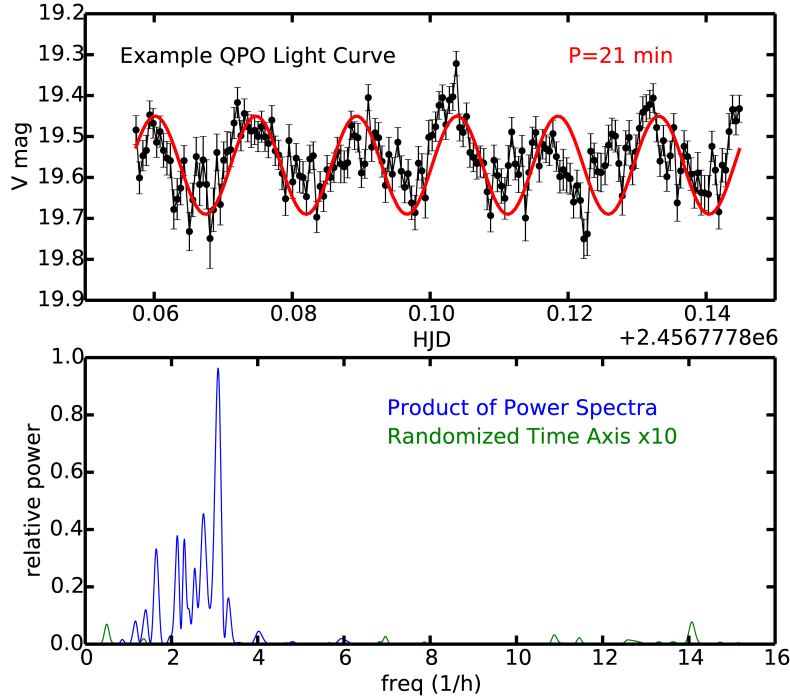 19.2
19.3
19.4
19.5
19.6
19.7
19.8
19.9
V mag
Example QPO Light Curve
P=21 min
0.06 0.08 0.10 0.12 0.14
HJD
+2.4567778e6
1.0
0.8
0.6
0.4
0.2
0.0
relative power
Product of Power Spectra
Randomized Time Axis x10
0 2 4 6 8 10 12 14 16
freq (1/h)